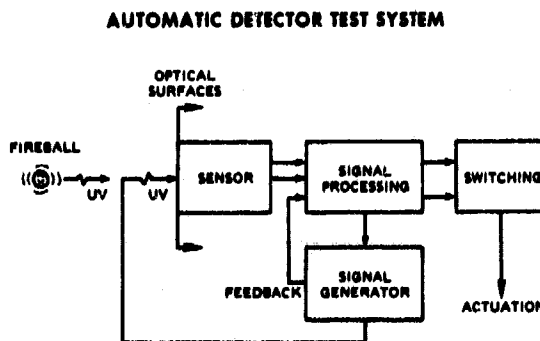 AUTOMATIC DETECTOR TEST SYSTEM
OPTICAL
SURFACES
FIREBALL
UV
UV
SENSOR
SIGNAL
PROCESSING
SWITCHING
FEEDBACK
SIGNAL
GENERATOR
ACTUATION